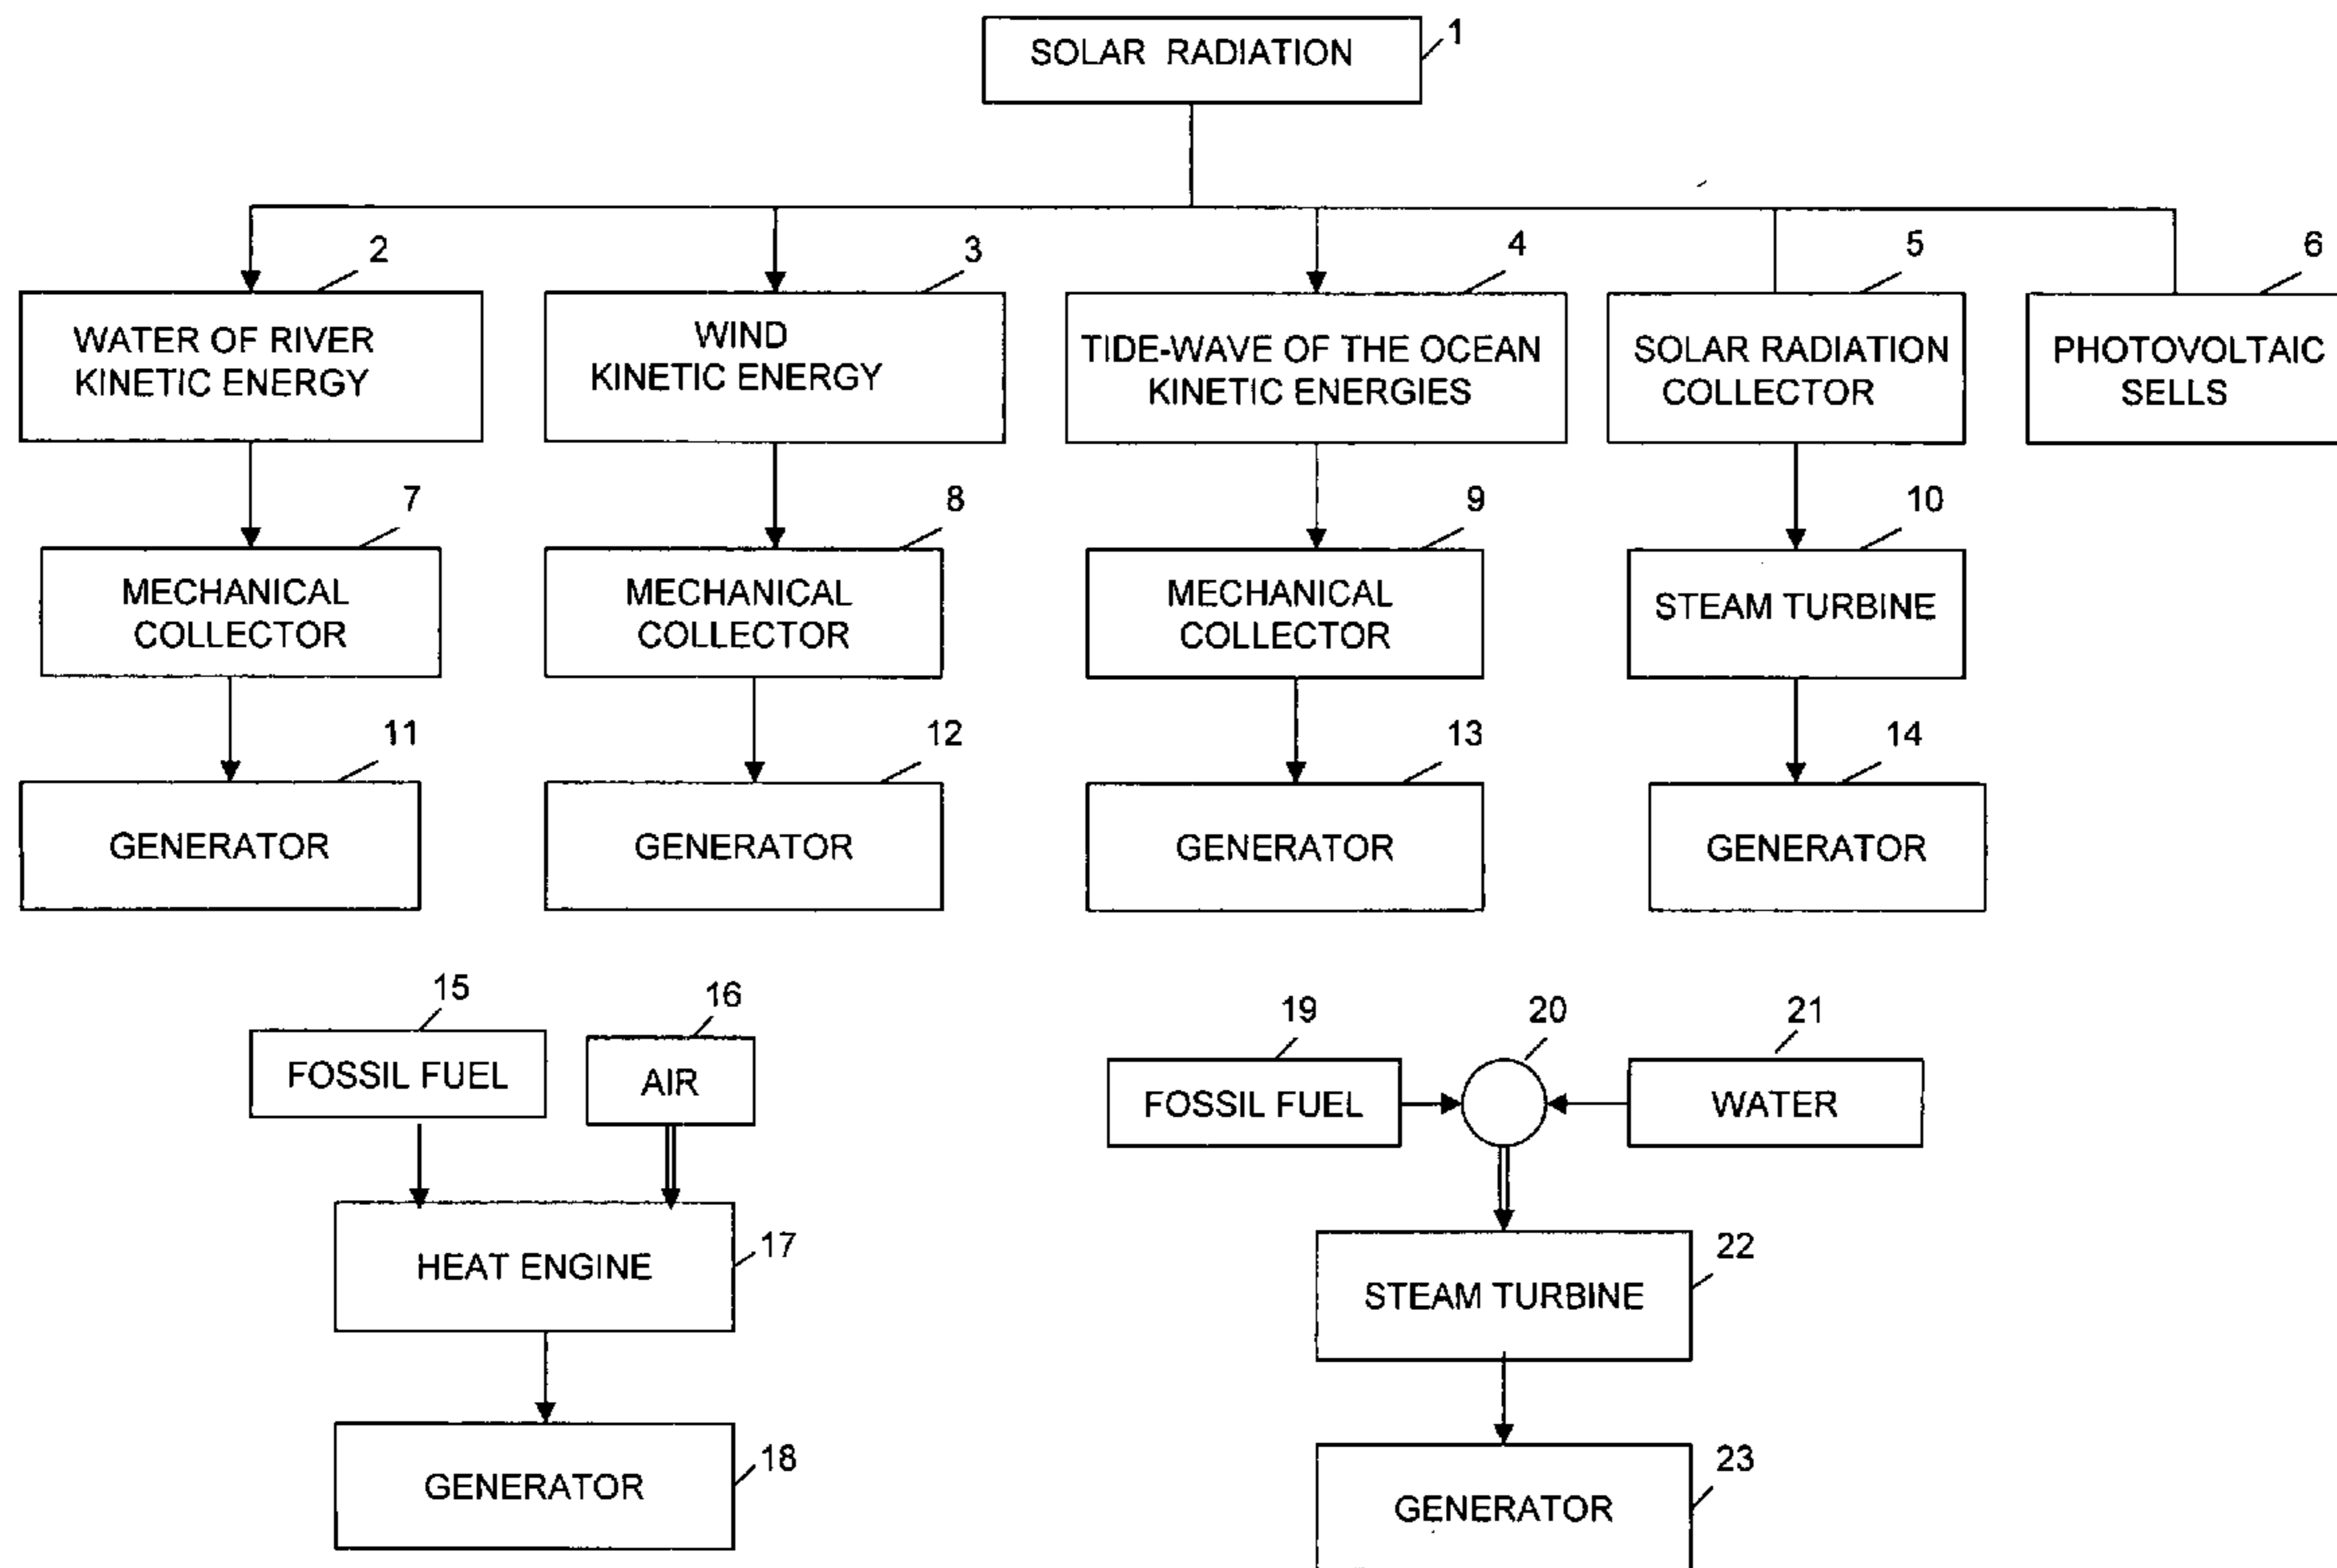 SOLAR RADIATION
1
2
3
4
5
6
WATER OF RIVER
KINETIC ENERGY
WIND
KINETIC ENERGY
TIDE-WAVE OF THE OCEAN
KINETIC ENERGIES
SOLAR RADIATION
COLLECTOR
PHOTOVOLTAIC
SELLS
7
8
9
10
MECHANICAL
COLLECTOR
MECHANICAL
COLLECTOR
MECHANICAL
COLLECTOR
STEAM TURBINE
11
12
13
14
GENERATOR
GENERATOR
GENERATOR
GENERATOR
15
16
FOSSIL FUEL
AIR
HEAT ENGINE
17
GENERATOR
18
19
20
21
FOSSIL FUEL
WATER
22
STEAM TURBINE
23
GENERATOR